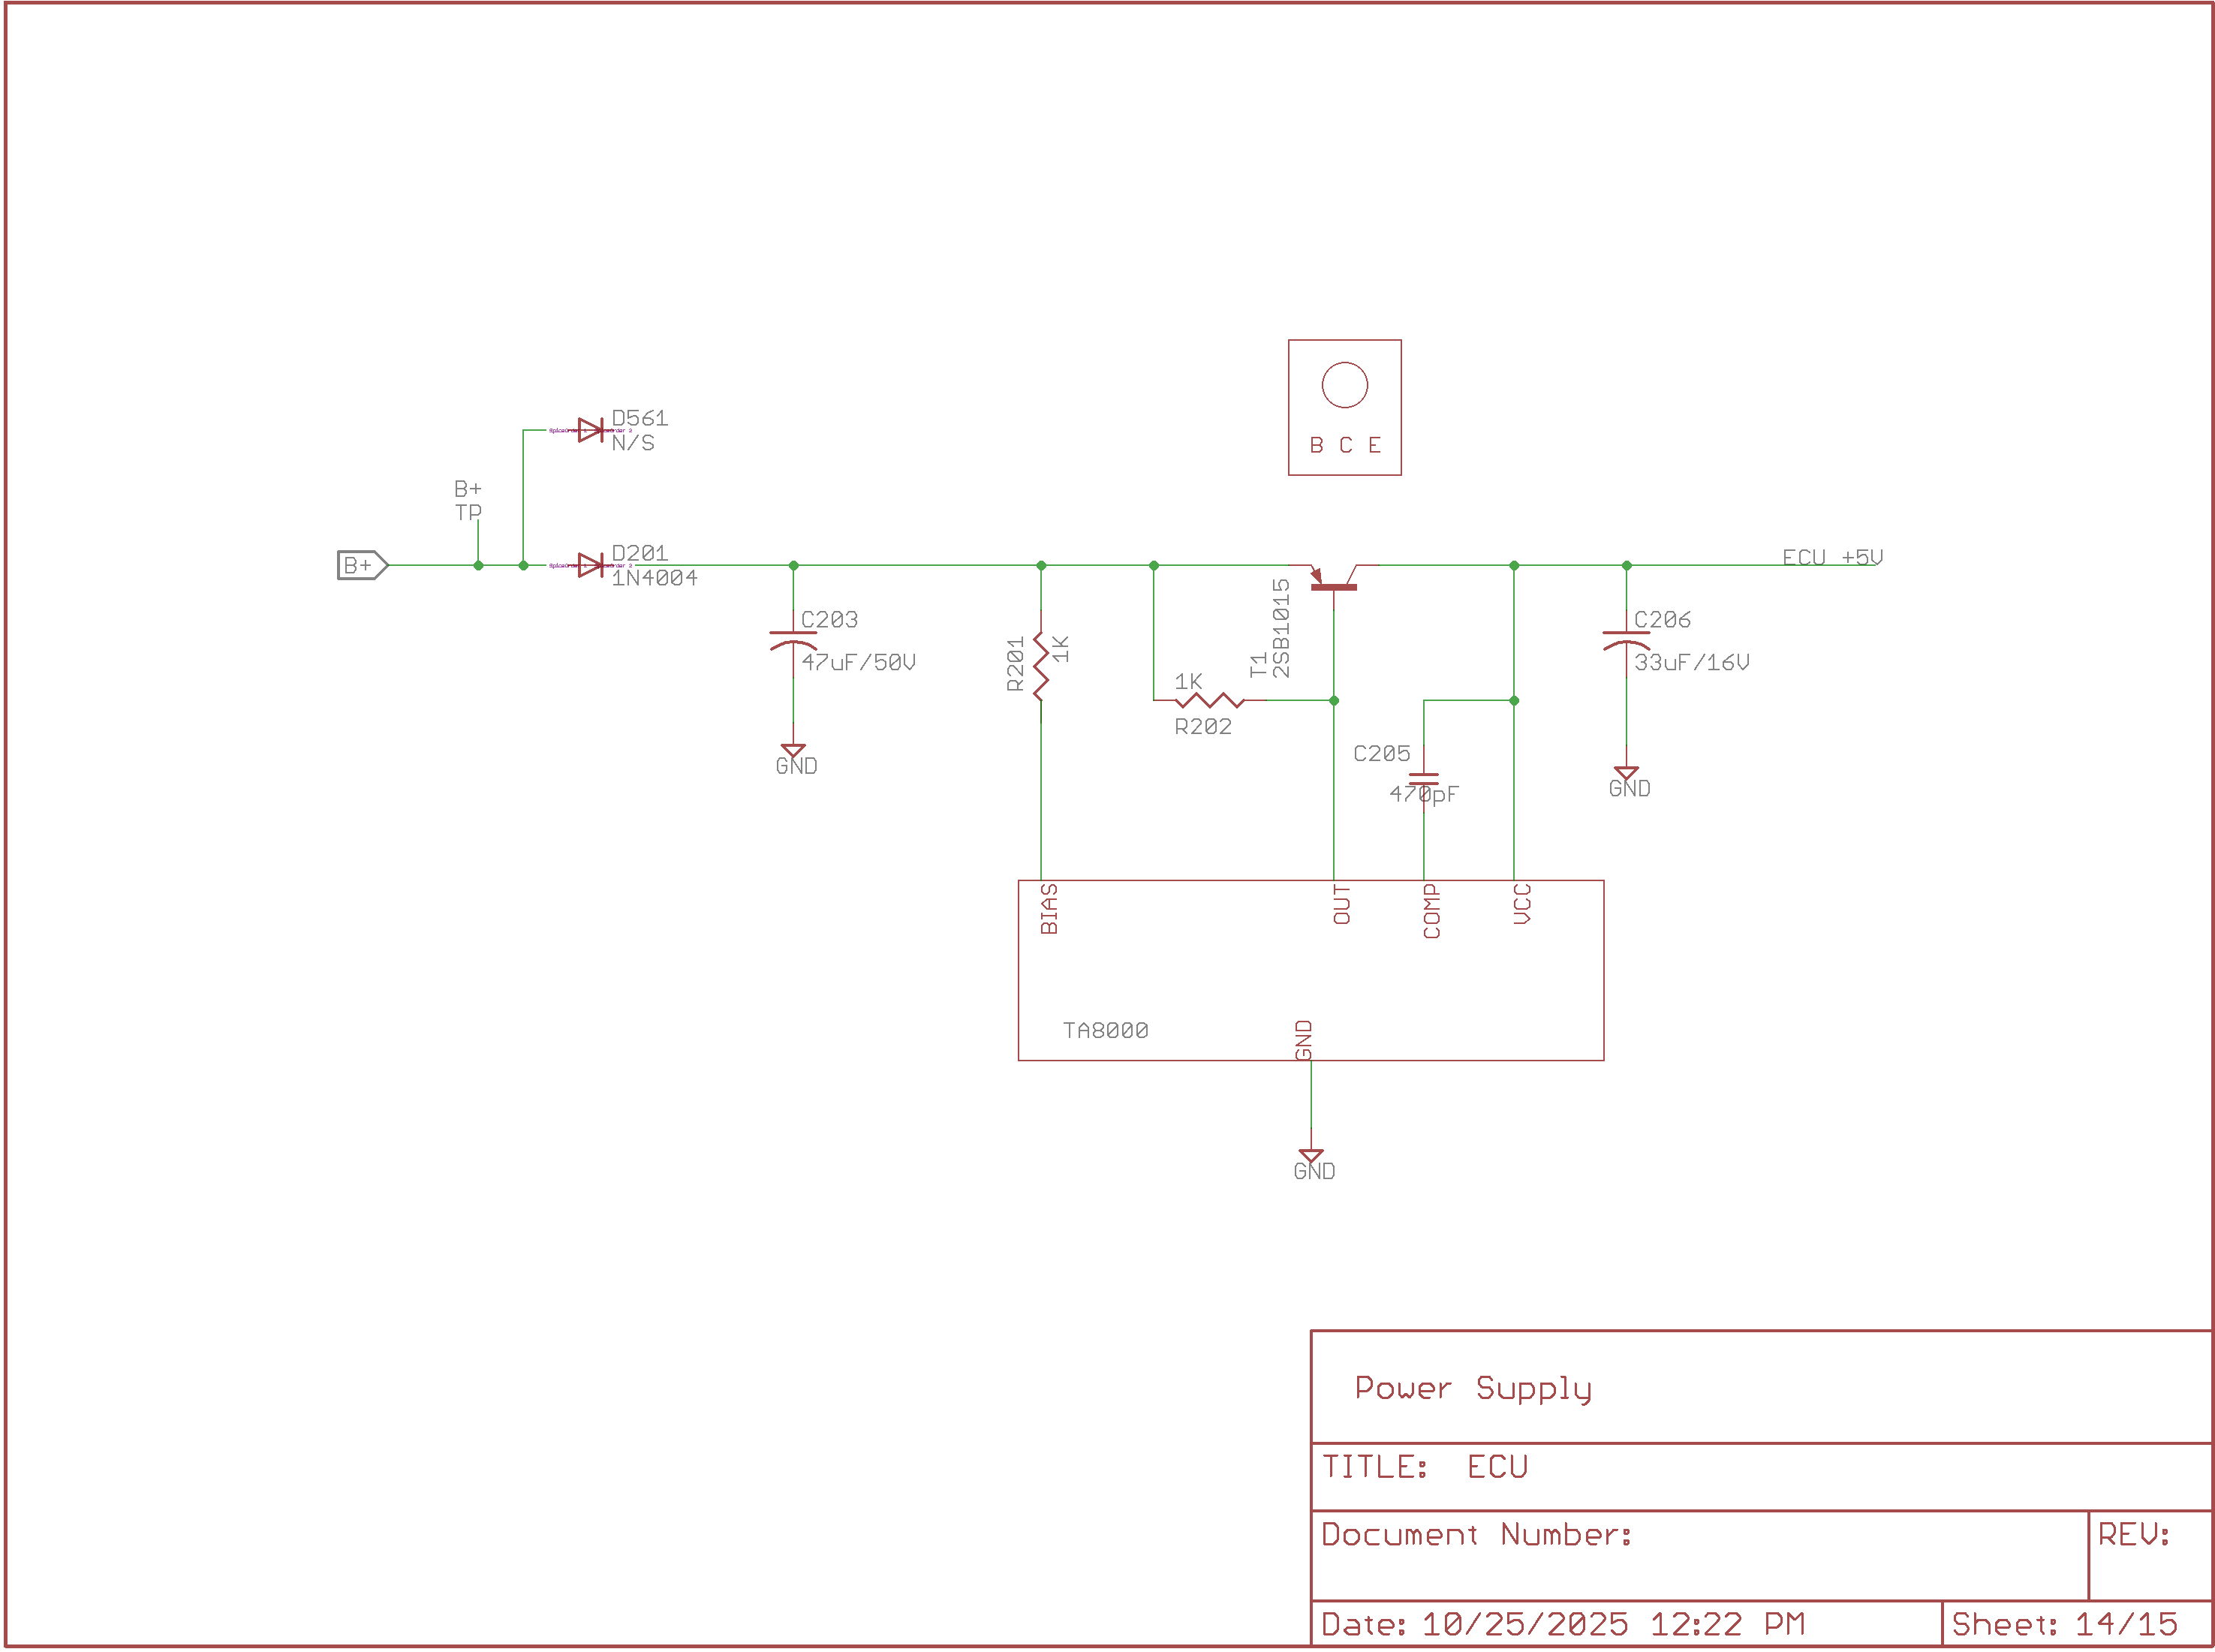 D561
N/S
B C E
B+
TP
B+
D201
1N4004
ECU +5V
C203
47uF/50V
R201
1K
1K
R202
T1
2SB1015
C205
470pF
C206
33uF/16V
GND
GND
BIAS
OUT
COMP
VCC
TA8000
GND
GND
Power Supply
TITLE: ECU
Document Number:
REV:
Date: 10/25/2025 12:22 PM
Sheet: 14/15